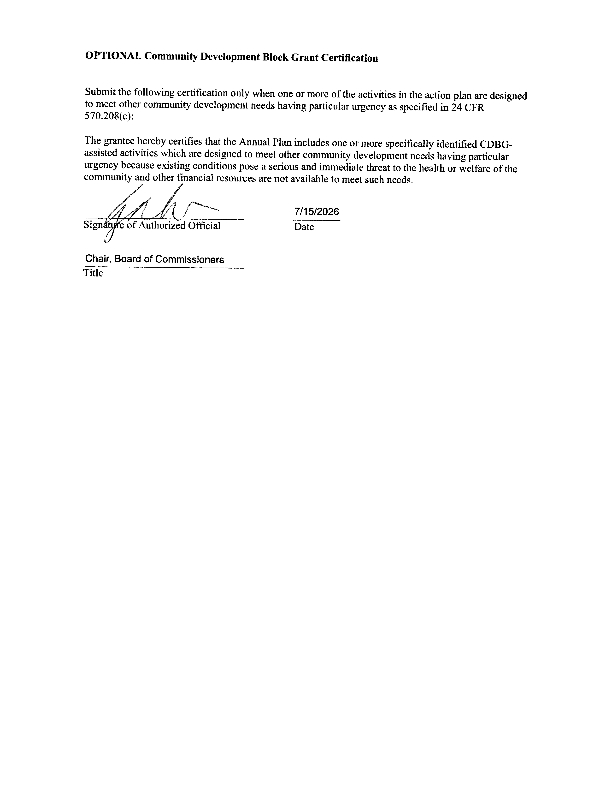 OPTIONAL Community Development Block Grant Certification
Submit the following certification only when one or more of the activities in the action plan are designed
to meet other community development needs having particular urgency as specified in 24 CFR
570.208(c):
The grantee hereby certifies that the Annual Plan includes one or more specifically identified CDBG-
assisted activities which are designed to meet other community development needs having particular
urgency because existing conditions pose a serious and immediate threat to the health or welfare of the
community and other financial resources are not available to meet such needs.
7/15/2026
Signature of Authorized Official Date
Chair, Board of Commissioners
Title